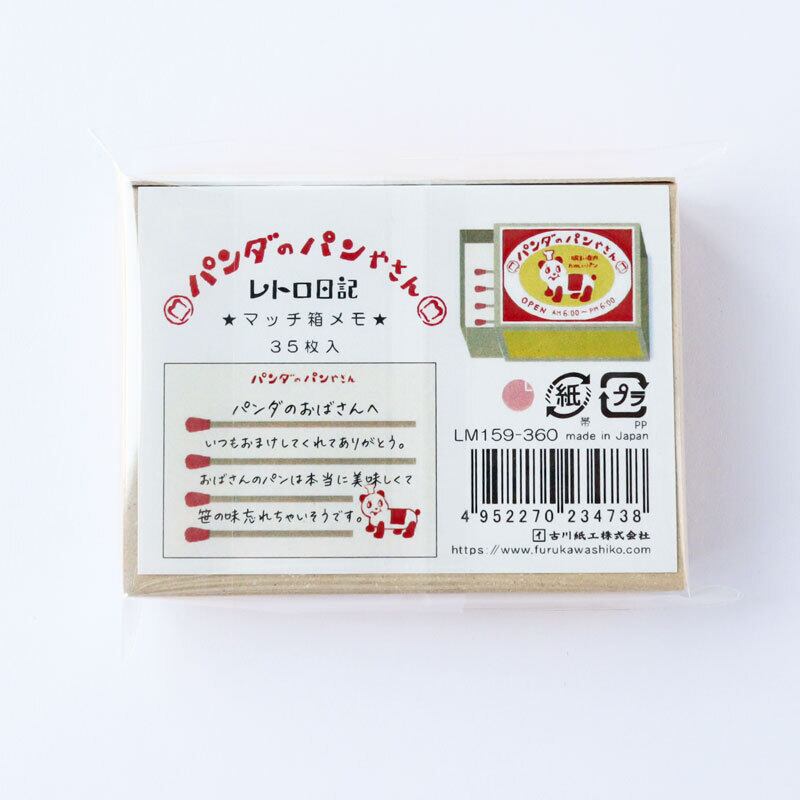 パンダのパンやさん
レトロ日記
★マッチ箱メモ★
35枚入
パンダのパンやさん
パンダのおばさんへ
いつもおまけしてくれてありがとう。
おばさんのパンは本当に美味しくて
笹の味忘れちゃいそうです。
パンダのパンやさん
OPEN AM6:00〜PM6:00
紙
プラ
帯
PP
LM159-360 made in Japan
4 952270 234738
古川紙工株式会社
https://www.furukawashiko.com